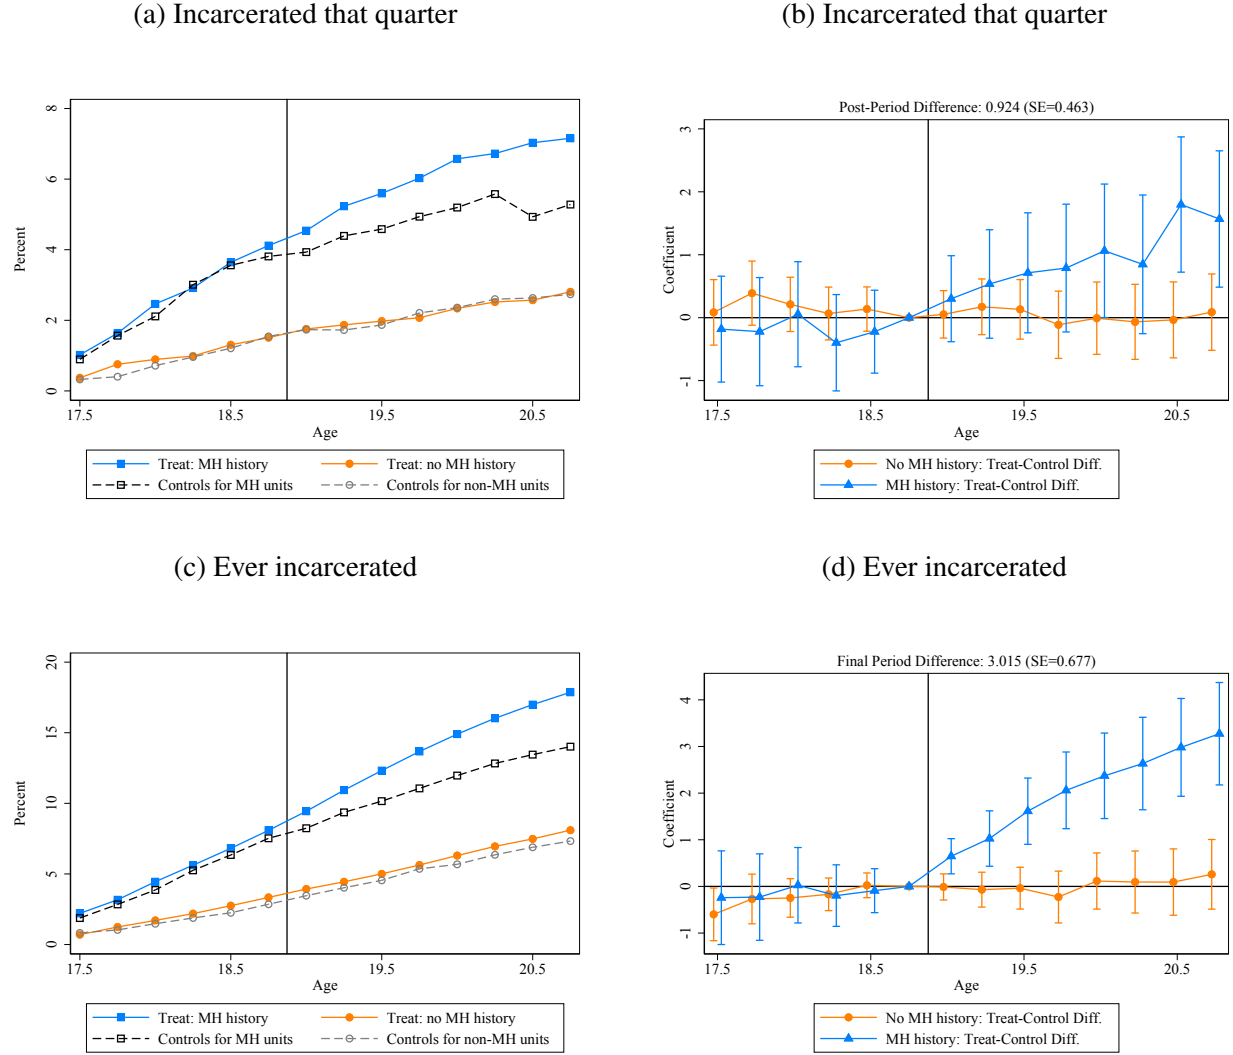 (a) Incarcerated that quarter
Percent
8
6
4
2
0
17.5
18.5
19.5
20.5
Age
Treat: MH history
Treat: no MH history
Controls for MH units
Controls for non-MH units
(b) Incarcerated that quarter
Post-Period Difference: 0.924 (SE=0.463)
Coefficient
3
2
1
0
-1
17.5
18.5
19.5
20.5
Age
No MH history: Treat-Control Diff.
MH history: Treat-Control Diff.
(c) Ever incarcerated
Percent
20
15
10
5
0
17.5
18.5
19.5
20.5
Age
Treat: MH history
Treat: no MH history
Controls for MH units
Controls for non-MH units
(d) Ever incarcerated
Final Period Difference: 3.015 (SE=0.677)
Coefficient
4
3
2
1
0
-1
17.5
18.5
19.5
20.5
Age
No MH history: Treat-Control Diff.
MH history: Treat-Control Diff.